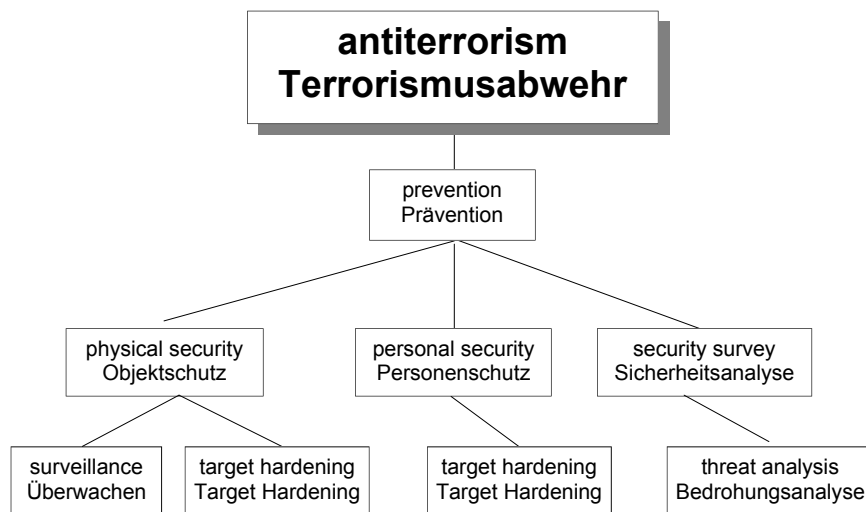 antiterrorism
Terrorismusabwehr
prevention
Prävention
physical security
Objektschutz
personal security
Personenschutz
security survey
Sicherheitsanalyse
surveillance
Überwachen
target hardening
Target Hardening
target hardening
Target Hardening
threat analysis
Bedrohungsanalyse